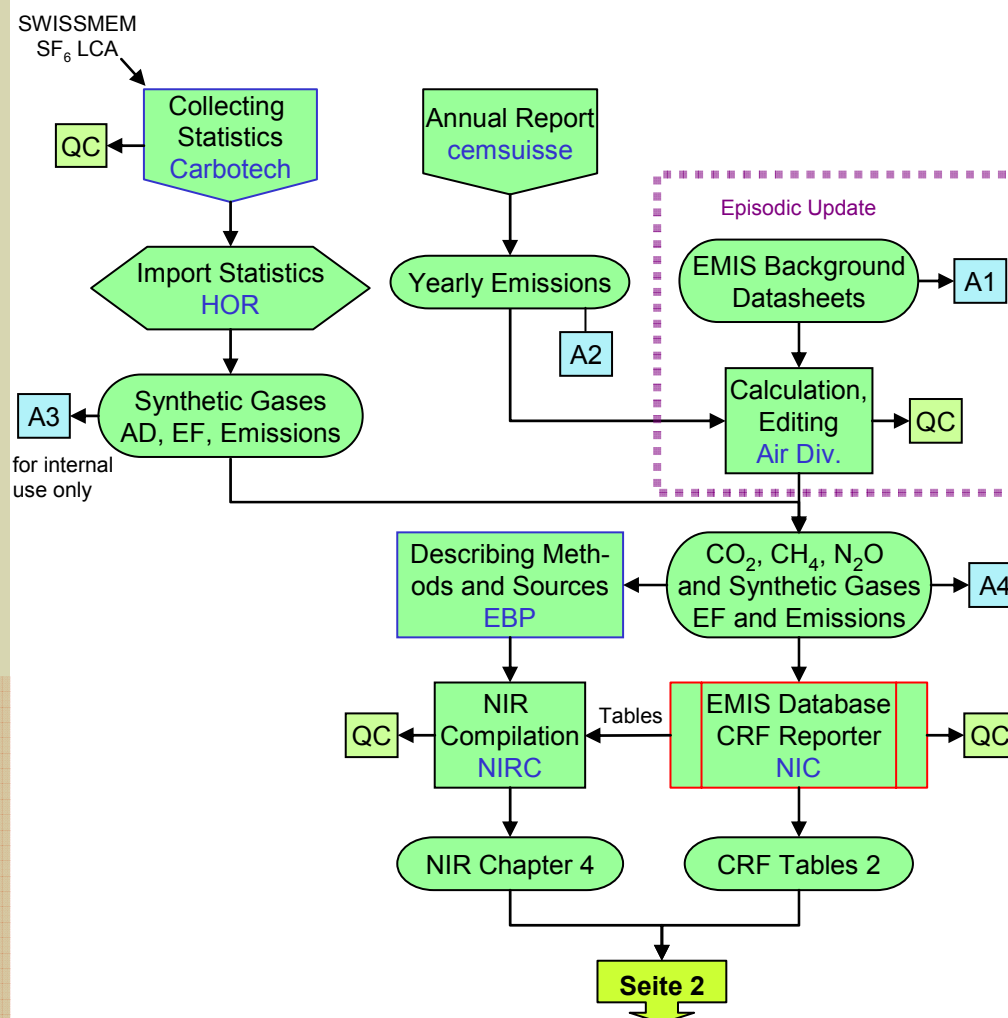 SWISSMEM
SF₆ LCA
Collecting
Statistics
Carbotech
QC
Annual Report
cemsuisse
Episodic Update
EMIS Background
Datasheets
A1
Import Statistics
HOR
Yearly Emissions
A2
Calculation,
Editing
Air Div.
QC
A3
for internal
use only
Synthetic Gases
AD, EF, Emissions
Describing Meth-
ods and Sources
EBP
CO₂, CH₄, N₂O
and Synthetic Gases
EF and Emissions
A4
QC
NIR
Compilation
NIRC
Tables
EMIS Database
CRF Reporter
NIC
QC
NIR Chapter 4
CRF Tables 2
Seite 2